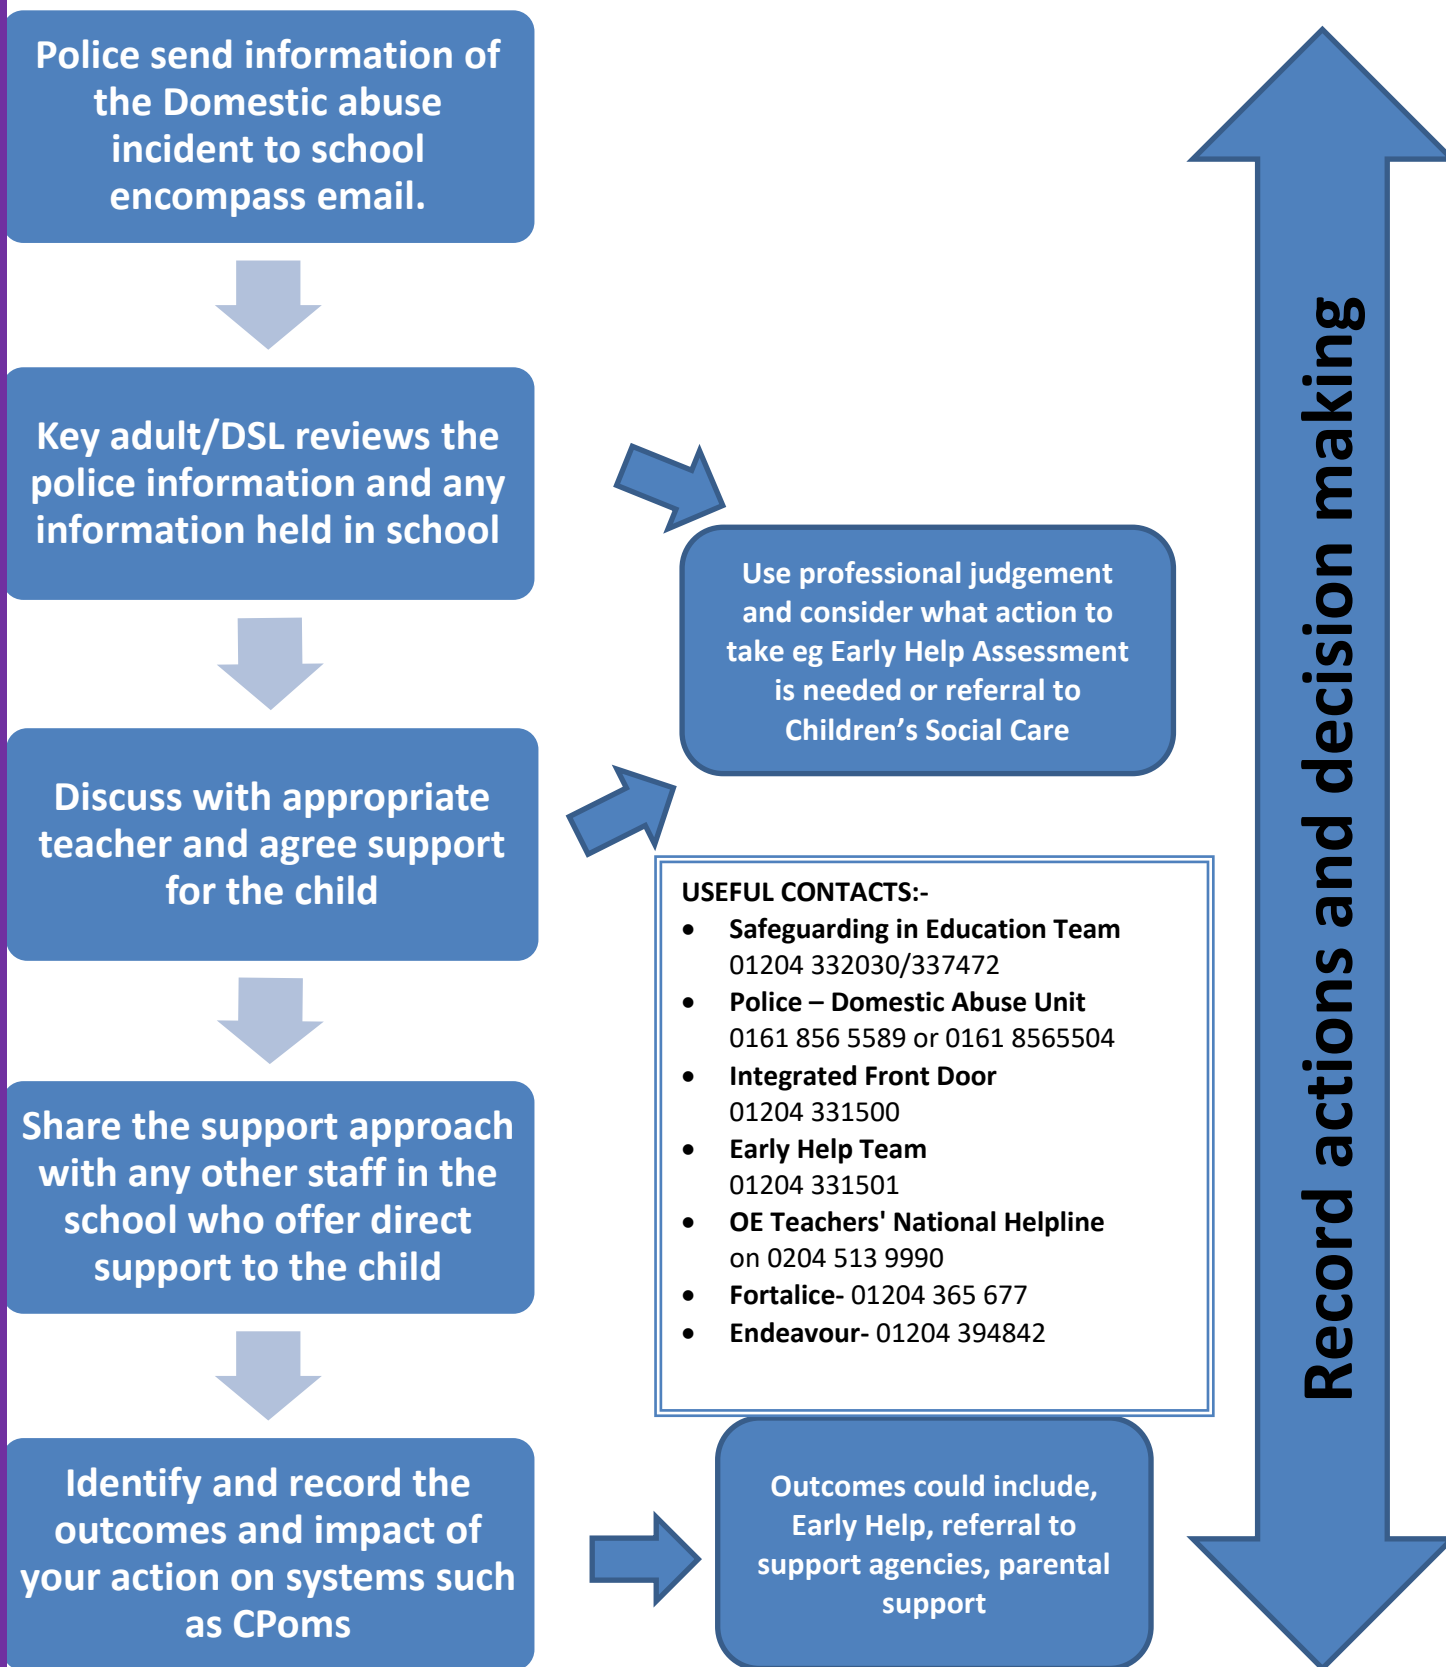 Police send information of
the Domestic abuse
incident to school
encompass email.
Key adult/DSL reviews the
police information and any
information held in school
Use professional judgement
and consider what action to
take eg Early Help Assessment
is needed or referral to
Children’s Social Care
Discuss with appropriate
teacher and agree support
for the child
USEFUL CONTACTS:-
• Safeguarding in Education Team
01204 332030/337472
• Police – Domestic Abuse Unit
0161 856 5589 or 0161 8565504
• Integrated Front Door
01204 331500
• Early Help Team
01204 331501
• OE Teachers' National Helpline
on 0204 513 9990
• Fortalice- 01204 365 677
• Endeavour- 01204 394842
Share the support approach
with any other staff in the
school who offer direct
support to the child
Identify and record the
outcomes and impact of
your action on systems such
as CPoms
Outcomes could include,
Early Help, referral to
support agencies, parental
support
Record actions and decision making